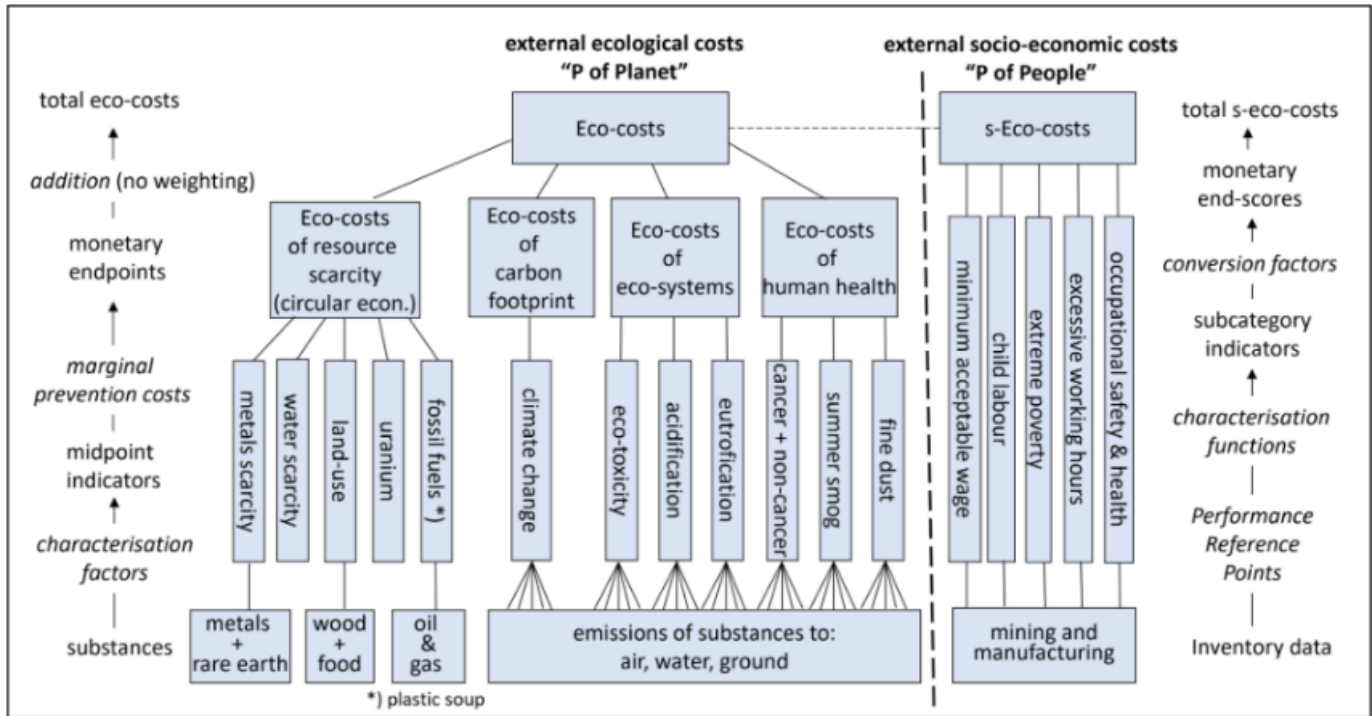 external ecological costs
"P of Planet"
external socio-economic costs
"P of People"
total eco-costs
addition (no weighting)
monetary
endpoints
marginal
prevention costs
midpoint
indicators
characterisation
factors
substances
Eco-costs
s-Eco-costs
Eco-costs
of resource
scarcity
(circular econ.)
Eco-costs
of
carbon
footprint
Eco-costs
of
eco-systems
Eco-costs
of
human health
metals scarcity
water scarcity
land-use
uranium
fossil fuels *)
climate change
eco-toxicity
acidification
eutrofication
cancer + non-cancer
summer smog
fine dust
minimum acceptable wage
child labour
extreme poverty
excessive working hours
occupational safety & health
metals
+
rare earth
wood
+
food
oil
&
gas
*) plastic soup
emissions of substances to:
air, water, ground
mining and
manufacturing
total s-eco-costs
monetary
end-scores
conversion factors
subcategory
indicators
characterisation
functions
Performance
Reference
Points
Inventory data